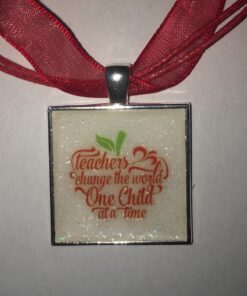 Teachers
change the world
One Child
at a time